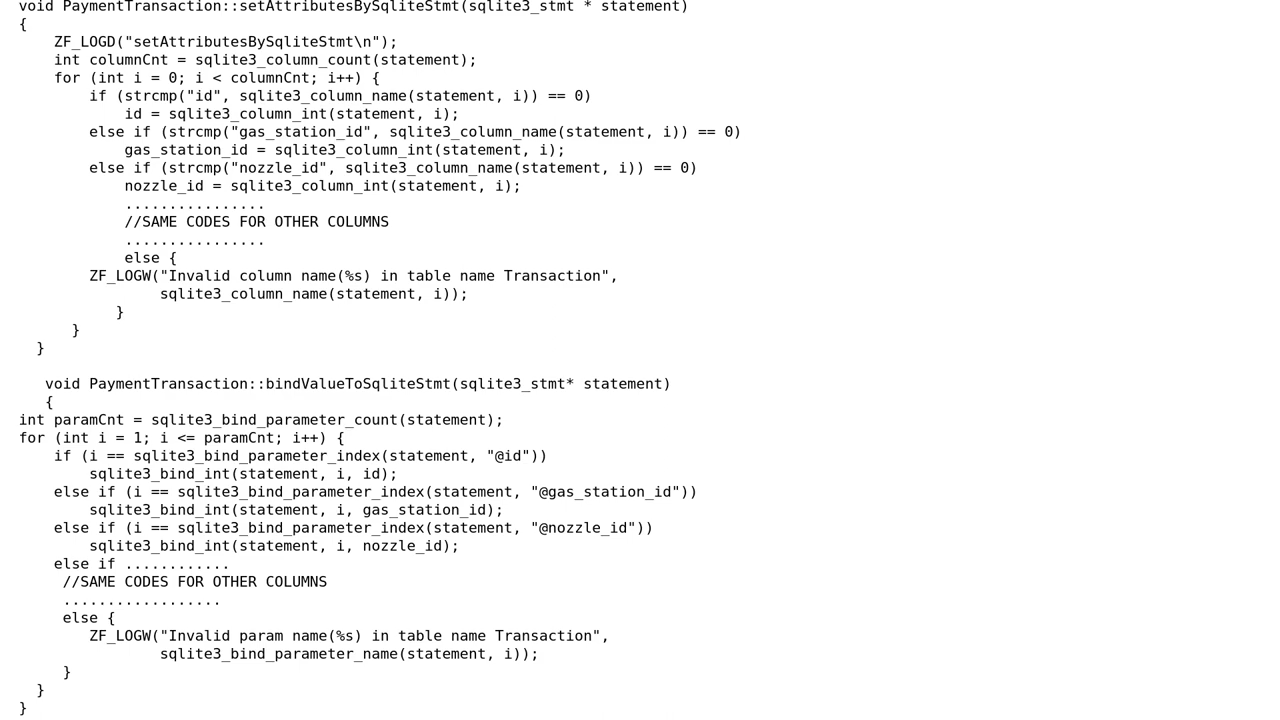 void PaymentTransaction::setAttributesBySqliteStmt(sqlite3_stmt * statement)
{
    ZF_LOGD("setAttributesBySqliteStmt\n");
    int columnCnt = sqlite3_column_count(statement);
    for (int i = 0; i < columnCnt; i++) {
        if (strcmp("id", sqlite3_column_name(statement, i)) == 0)
            id = sqlite3_column_int(statement, i);
        else if (strcmp("gas_station_id", sqlite3_column_name(statement, i)) == 0)
            gas_station_id = sqlite3_column_int(statement, i);
        else if (strcmp("nozzle_id", sqlite3_column_name(statement, i)) == 0)
            nozzle_id = sqlite3_column_int(statement, i);
            ................
            //SAME CODES FOR OTHER COLUMNS
            ................
            else {
        ZF_LOGW("Invalid column name(%s) in table name Transaction",
                sqlite3_column_name(statement, i));
           }
      }
  }
   void PaymentTransaction::bindValueToSqliteStmt(sqlite3_stmt* statement)
   {
int paramCnt = sqlite3_bind_parameter_count(statement);
for (int i = 1; i <= paramCnt; i++) {
    if (i == sqlite3_bind_parameter_index(statement, "@id"))
        sqlite3_bind_int(statement, i, id);
    else if (i == sqlite3_bind_parameter_index(statement, "@gas_station_id"))
        sqlite3_bind_int(statement, i, gas_station_id);
    else if (i == sqlite3_bind_parameter_index(statement, "@nozzle_id"))
        sqlite3_bind_int(statement, i, nozzle_id);
    else if ............
     //SAME CODES FOR OTHER COLUMNS
     ..................
     else {
        ZF_LOGW("Invalid param name(%s) in table name Transaction",
                sqlite3_bind_parameter_name(statement, i));
     }
  }
}